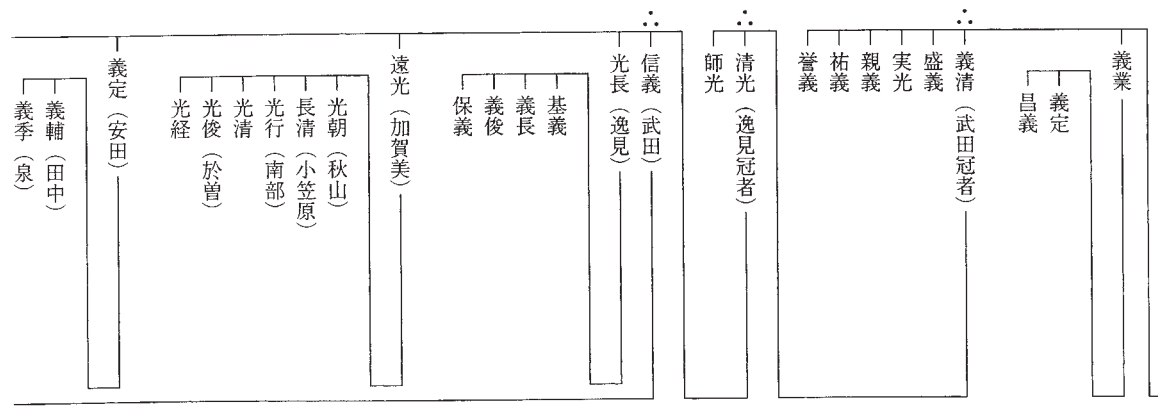 義業
義定
昌義
∴
義清（武田冠者）
盛義
実光
親義
祐義
誉義
∴
清光（逸見冠者）
師光
∴
信義（武田）
光長（逸見）
基義
義長
義俊
保義
遠光（加賀美）
光朝（秋山）
長清（小笠原）
光行（南部）
光清
光俊（於曽）
光経
義定（安田）
義輔（田中）
義季（泉）